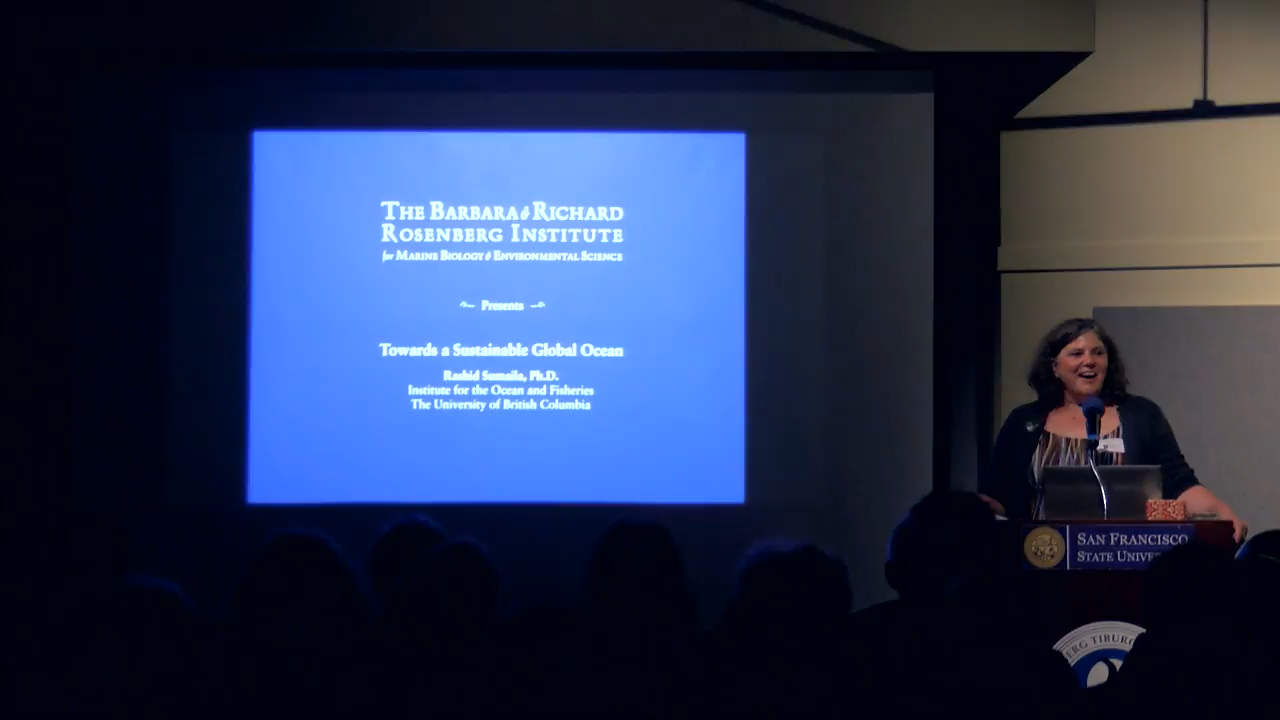 THE BARBARA & RICHARD
ROSENBERG INSTITUTE
for MARINE BIOLOGY & ENVIRONMENTAL SCIENCE
Presents
Towards a Sustainable Global Ocean
Rashid Sumaila, Ph.D.
Institute for the Ocean and Fisheries
The University of British Columbia
SAN FRANCISCO
STATE